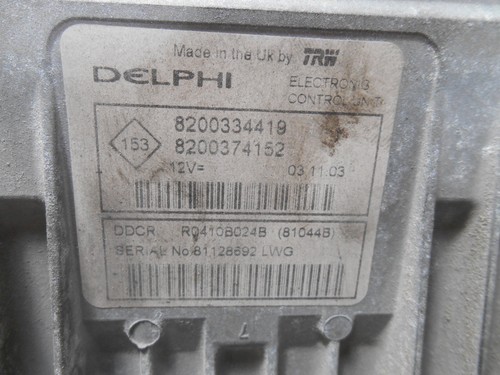 Made in the Uk by TRW
DELPHI ELECTRONIC
CONTROL UNIT
153 8200334419
8200374152
12V= 03.11.03
DDCR R0410B024B (81044B)
SERIAL No 81128692 LWG